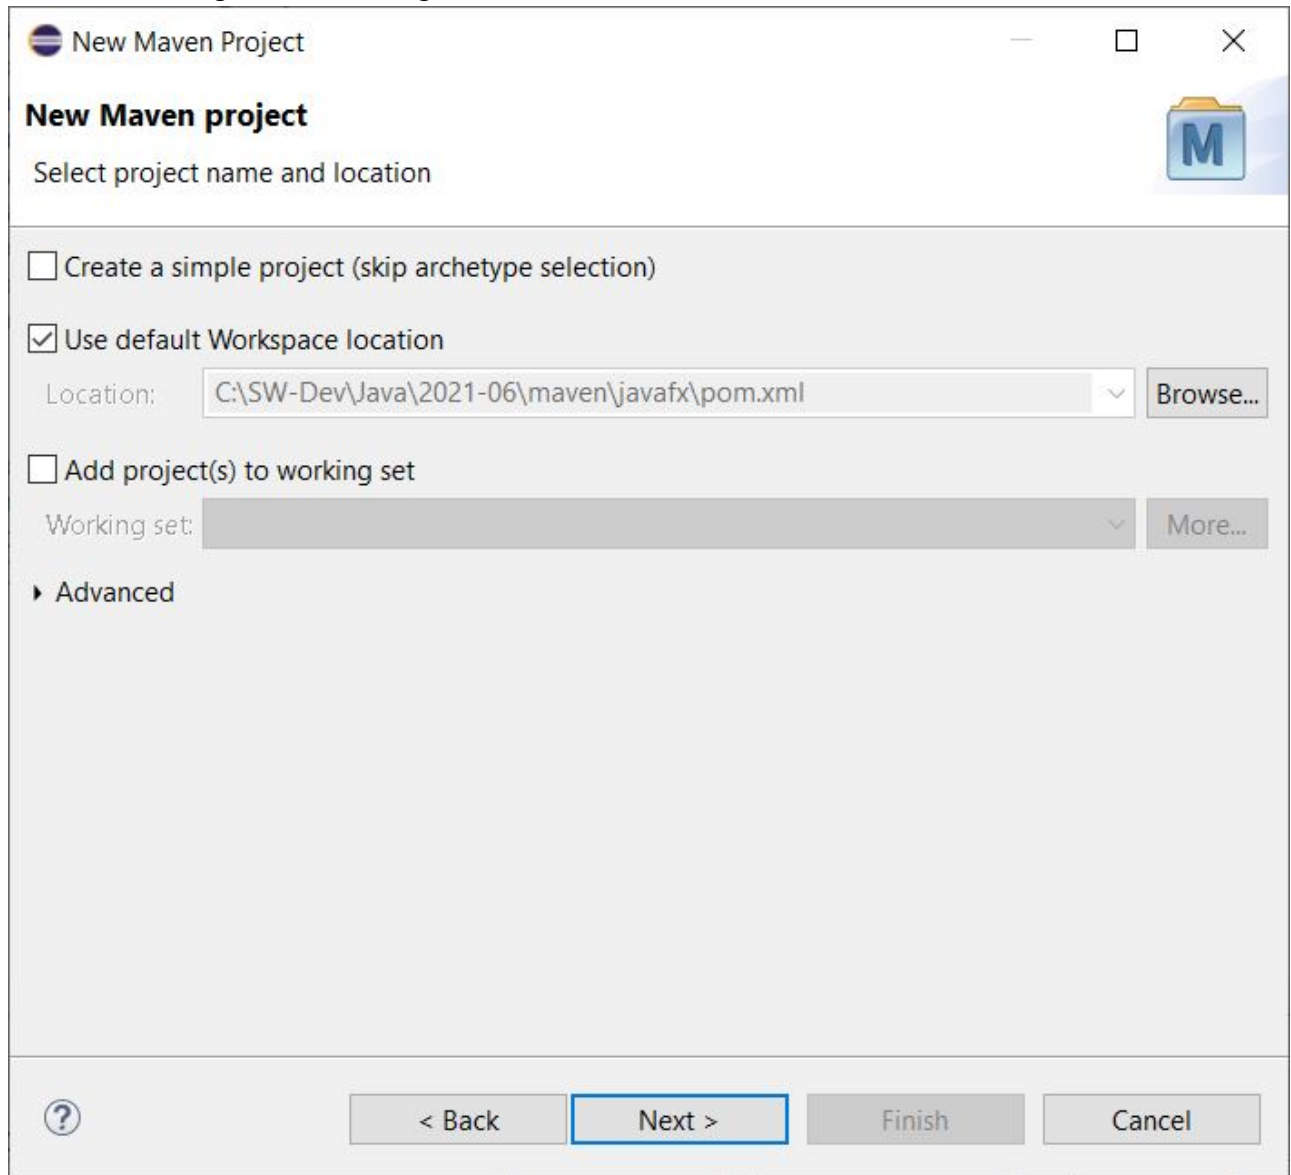 New Maven Project
New Maven project
M
Select project name and location
Create a simple project (skip archetype selection)
Use default Workspace location
Location: C:\SW-Dev\Java\2021-06\maven\javafx\pom.xml Browse...
Add project(s) to working set
Working set: More...
Advanced
? < Back Next > Finish Cancel